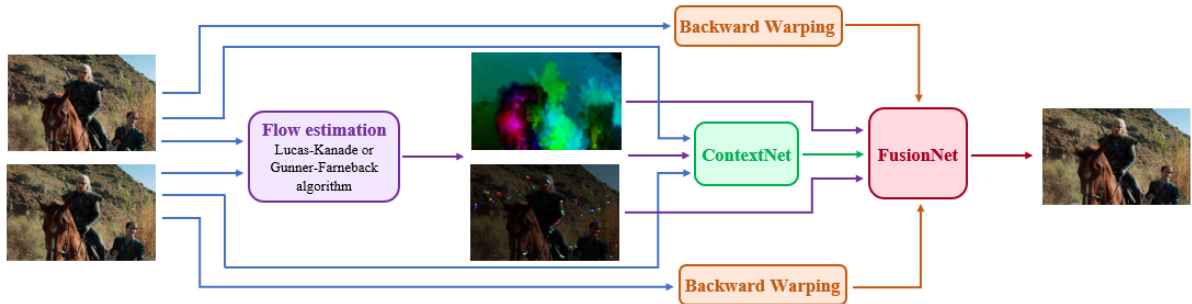 Backward Warping
Flow estimation
Lucas-Kanade or
Gunner-Farneback
algorithm
ContextNet
FusionNet
Backward Warping